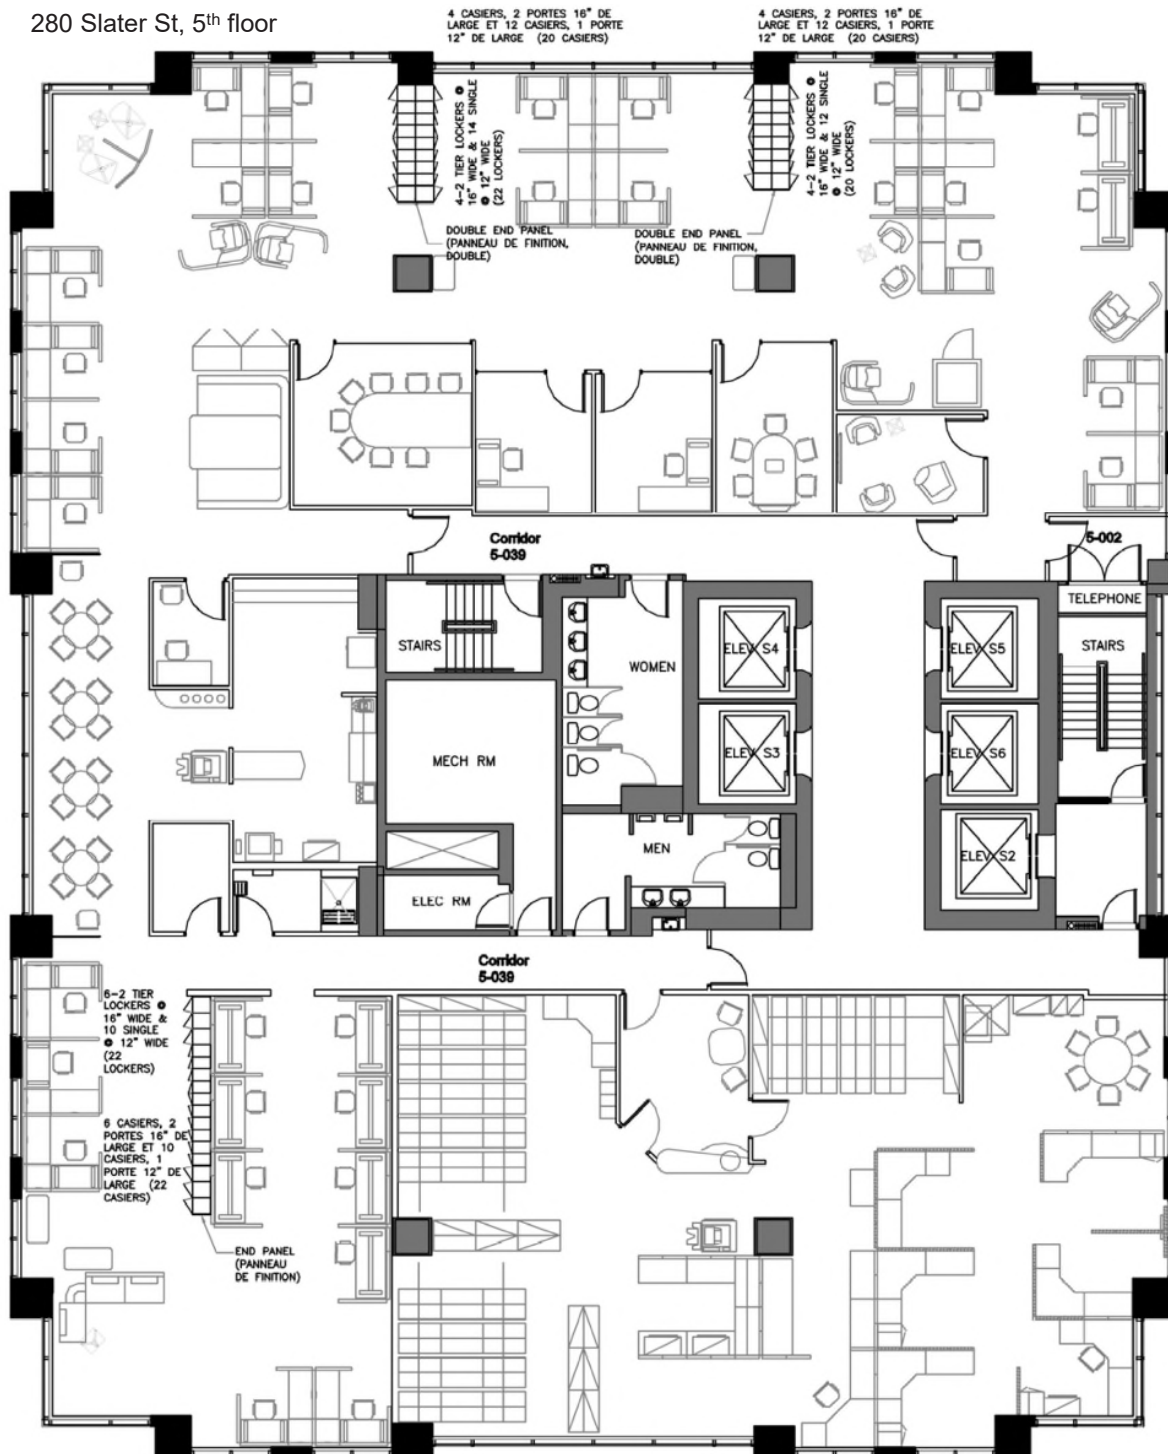 280 Slater St, 5th floor
4 CASIERS, 2 PORTES 16" DE
LARGE ET 12 CASIERS, 1 PORTE
12" DE LARGE (20 CASIERS)
4 CASIERS, 2 PORTES 16" DE
LARGE ET 12 CASIERS, 1 PORTE
12" DE LARGE (20 CASIERS)
4-2 TIER LOCKERS @
16" WIDE & 14 SINGLE
@ 12" WIDE
(22 LOCKERS)
4-2 TIER LOCKERS @
16" WIDE & 12 SINGLE
@ 12" WIDE
(20 LOCKERS)
DOUBLE END PANEL
(PANNEAU DE FINITION,
DOUBLE)
DOUBLE END PANEL
(PANNEAU DE FINITION,
DOUBLE)
Corridor
5-039
5-002
TELEPHONE
STAIRS
WOMEN
ELEV S4
ELEV S5
STAIRS
MECH RM
ELEV S3
ELEV S6
MEN
ELEV S2
ELEC RM
Corridor
5-039
6-2 TIER
LOCKERS @
16" WIDE &
10 SINGLE
@ 12" WIDE
(22
LOCKERS)
6 CASIERS, 2
PORTES 16" DE
LARGE ET 10
CASIERS, 1
PORTE 12" DE
LARGE (22
CASIERS)
END PANEL
(PANNEAU
DE FINITION)